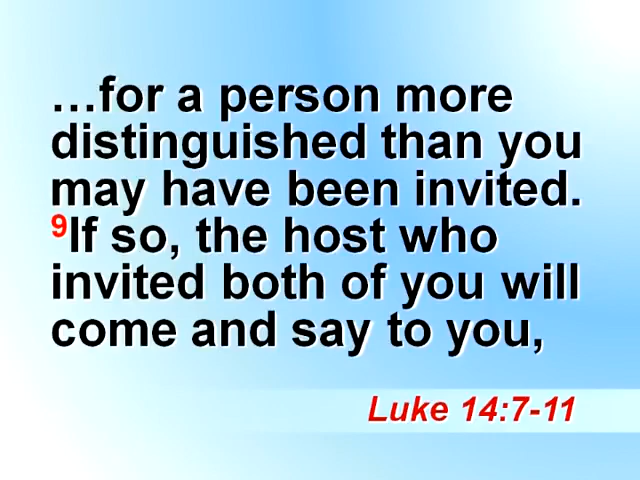 …for a person more
distinguished than you
may have been invited.
9If so, the host who
invited both of you will
come and say to you,
Luke 14:7-11